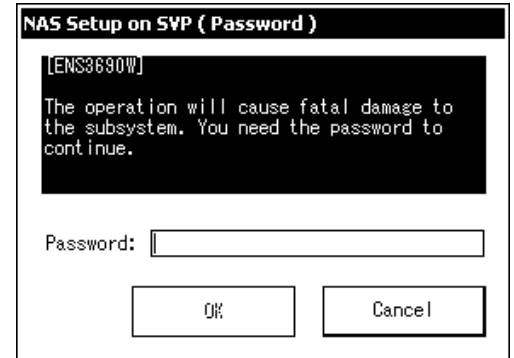 NAS Setup on SVP ( Password )
[ENS3690W]
The operation will cause fatal damage to
the subsystem. You need the password to
continue.
Password:
OK
Cancel